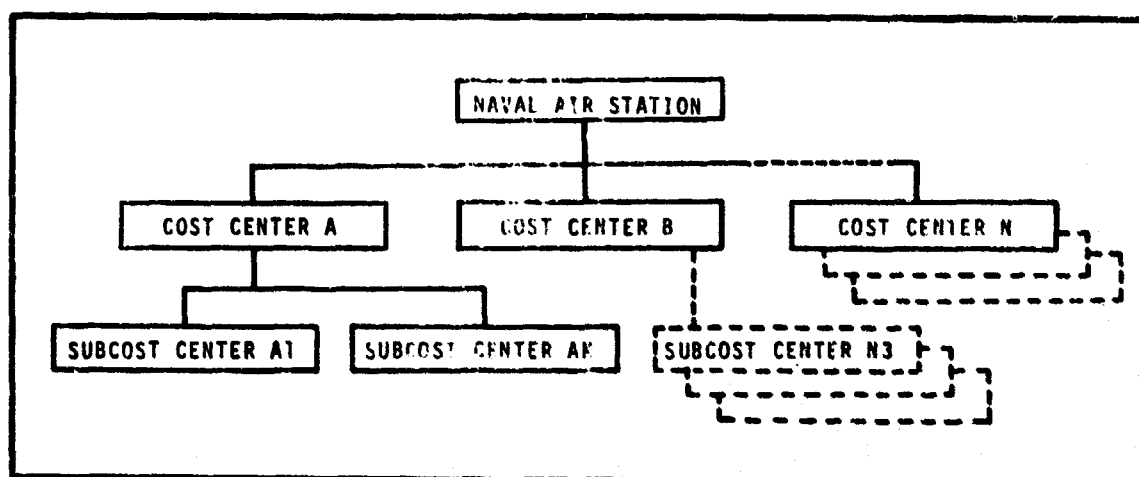 NAVAL AIR STATION
COST CENTER A
COST CENTER B
COST CENTER N
SUBCOST CENTER A1
SUBCOST CENTER AN
SUBCOST CENTER N3